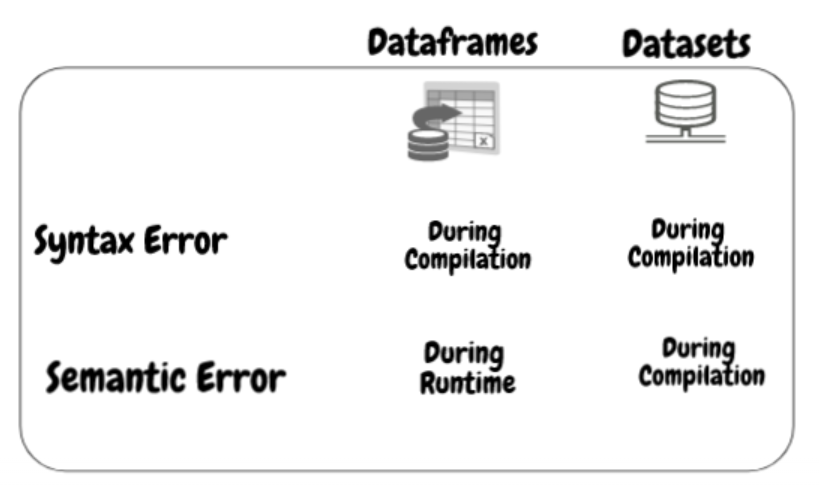 Dataframes Datasets
X
Syntax Error
During
Compilation
During
Compilation
Semantic Error
During
Runtime
During
Compilation